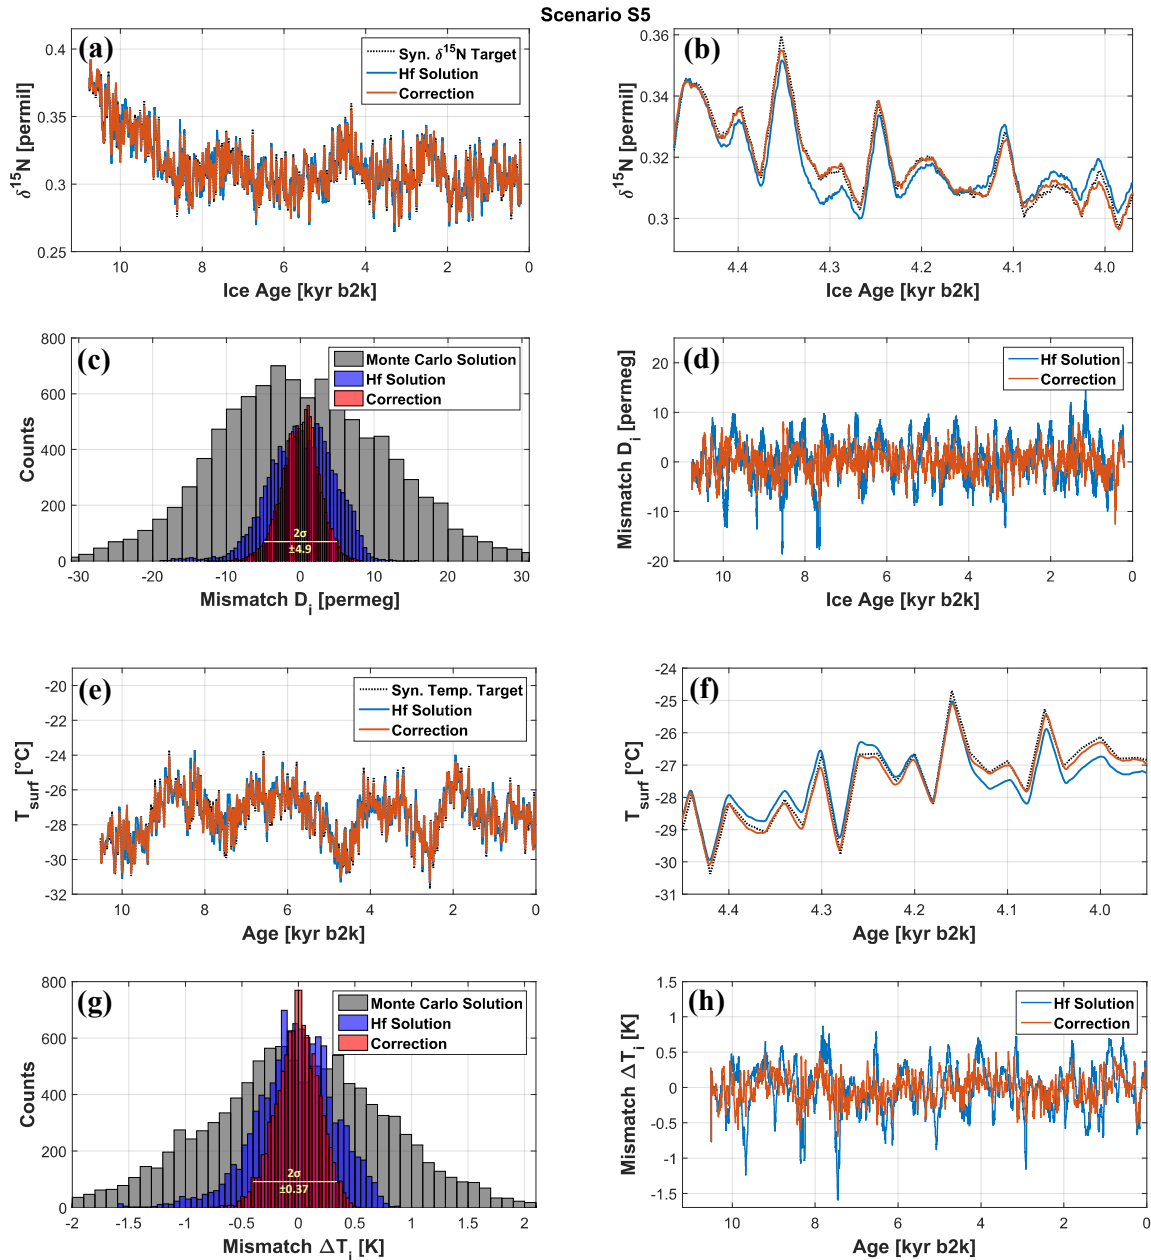 Scenario S5
(a)
0.4
0.35
0.3
0.25
δ15N [permil]
Syn. δ15N Target
Hf Solution
Correction
10 8 6 4 2 0
Ice Age [kyr b2k]
(b)
0.36
0.34
0.32
0.3
δ15N [permil]
4.4 4.3 4.2 4.1 4.0
Ice Age [kyr b2k]
(c)
800
600
400
200
0
Counts
Monte Carlo Solution
Hf Solution
Correction
2σ
±4.9
-30 -20 -10 0 10 20 30
Mismatch Di [permeg]
(d)
20
10
0
-10
-20
Mismatch Di [permeg]
Hf Solution
Correction
10 8 6 4 2 0
Ice Age [kyr b2k]
(e)
-20
-22
-24
-26
-28
-30
-32
Tsurf [°C]
Syn. Temp. Target
Hf Solution
Correction
10 8 6 4 2 0
Age [kyr b2k]
(f)
-24
-25
-26
-27
-28
-29
-30
-31
Tsurf [°C]
4.4 4.3 4.2 4.1 4.0
Age [kyr b2k]
(g)
800
600
400
200
0
Counts
Monte Carlo Solution
Hf Solution
Correction
2σ
±0.37
-2 -1.5 -1 -0.5 0 0.5 1 1.5 2
Mismatch ΔTi [K]
(h)
1.5
1
0.5
0
-0.5
-1
-1.5
Mismatch ΔTi [K]
Hf Solution
Correction
10 8 6 4 2 0
Age [kyr b2k]